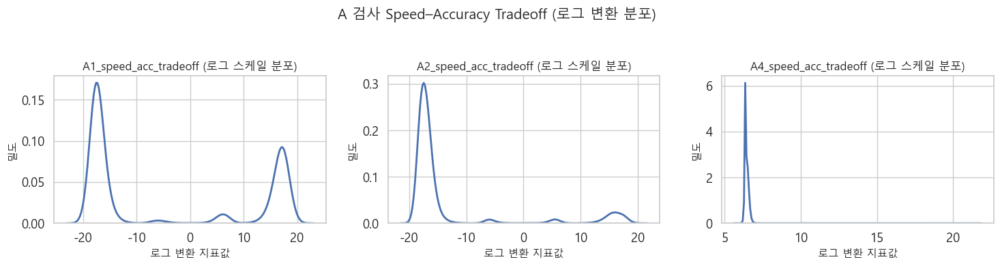 A 검사 Speed–Accuracy Tradeoff (로그 변환 분포)
A1_speed_acc_tradeoff (로그 스케일 분포)
밀도
0.15
0.10
0.05
0.00
-20 -10 0 10 20
로그 변환 지표값
A2_speed_acc_tradeoff (로그 스케일 분포)
밀도
0.3
0.2
0.1
0.0
-20 -10 0 10 20
로그 변환 지표값
A4_speed_acc_tradeoff (로그 스케일 분포)
밀도
6
4
2
0
5 10 15 20
로그 변환 지표값